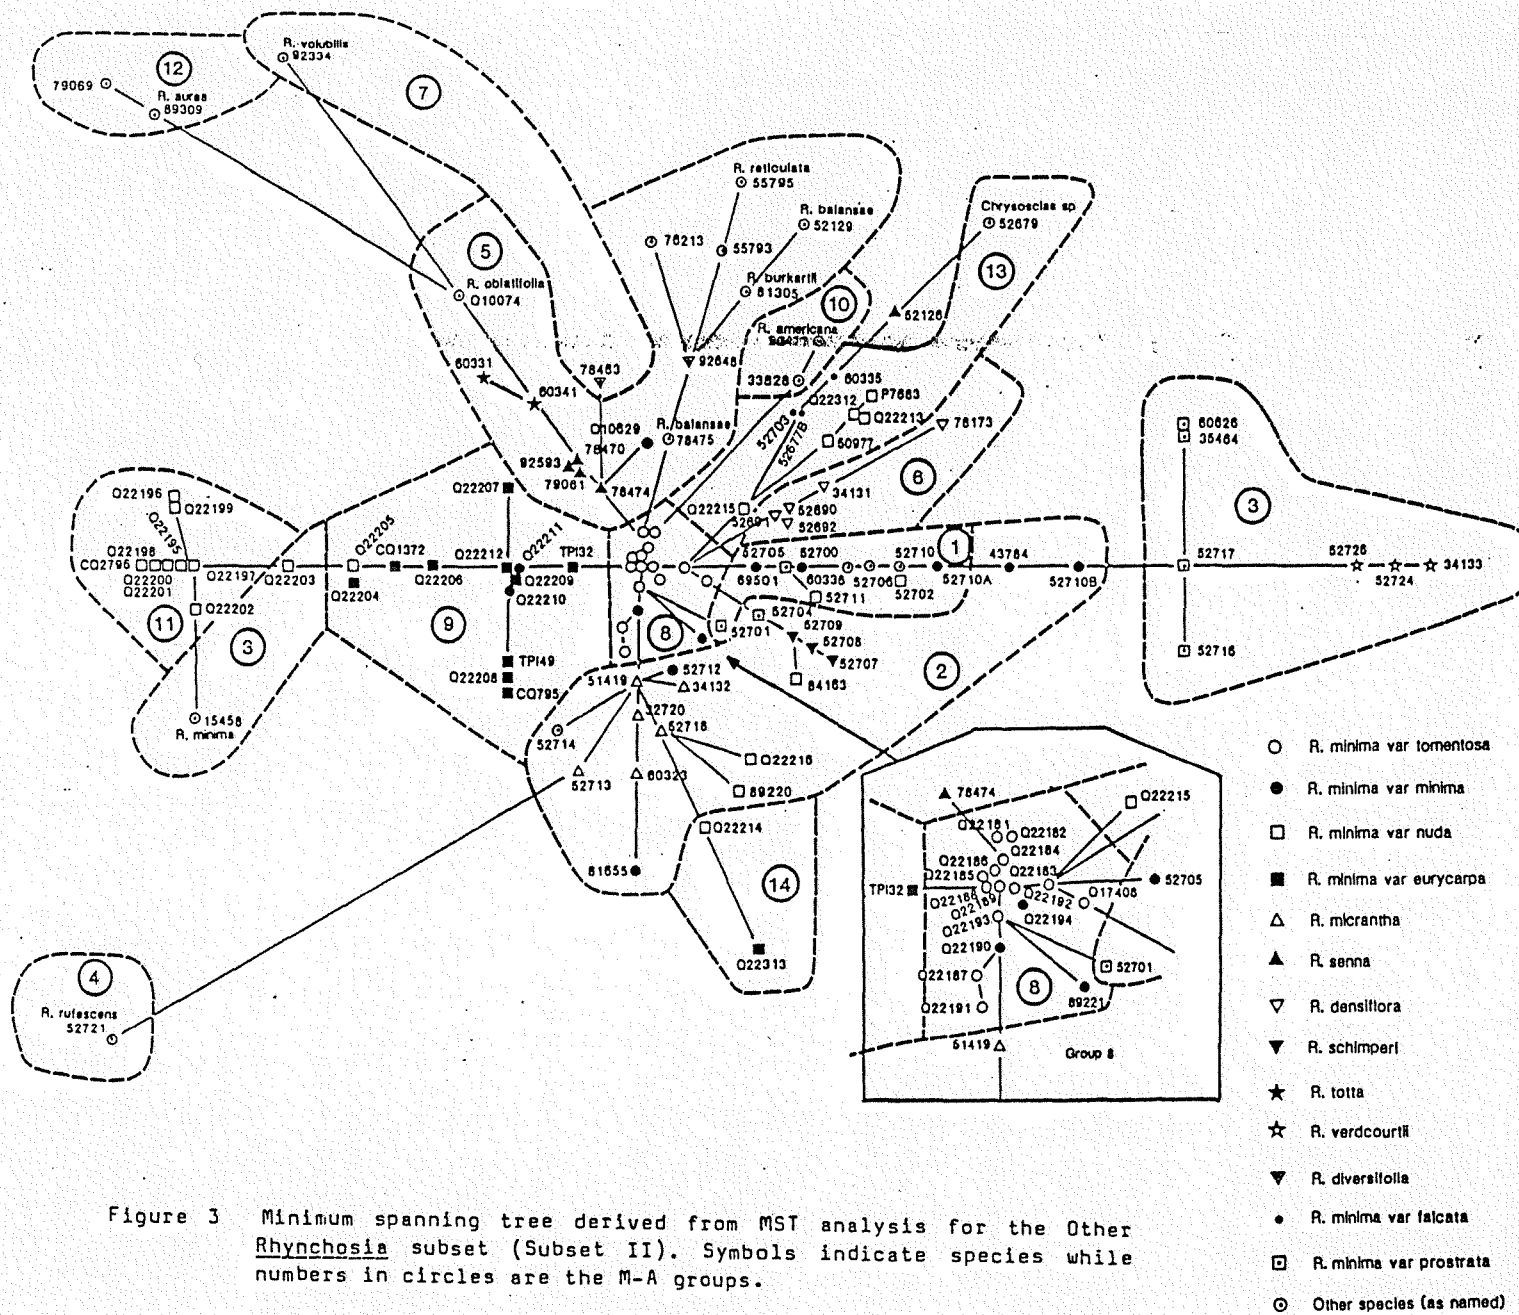 R. volubilis
92334
12
79069
R. aurea
89309
7
R. reticulata
55795
R. balansae
52129
Chrysoscias sp
52679
76213
55793
5
R. oblatifolia
Q10074
R. burkartii
81305
10
13
52126
R. americana
60331
78463
92648
60341
33828
60335
Q22312
P7663
Q22213
52703
52677B
50977
76173
Q10629
R. balansae
78475
78470
92593
79061
78474
34131
6
Q22215
52690
52691
52692
60626
35464
3
Q22196
Q22199
Q22195
Q22198
CQ2796
Q22200
Q22201
Q22197
Q22202
11
3
15458
R. minima
Q22203
Q22205
Q22204
CQ1372
Q22206
9
Q22207
Q22212
Q22211
Q22209
Q22210
TPI32
TPI49
Q22208
CQ795
52705
52700
52710
1
43764
69501
60336
52706
52702
52710A
52710B
52711
52717
52726
52724
34133
52716
8
52701
52704
52709
52708
52707
84163
2
51419
52712
34132
32720
52718
52714
52713
60323
Q22216
89220
Q22214
81655
14
Q22313
4
R. rufescens
52721
78474
Q22215
Q22181
Q22182
Q22184
Q22186
Q22185
Q22183
TPI32
Q22188
Q22189
Q22192
Q17408
52705
Q22193
Q22194
Q22190
Q22187
52701
8
89221
Q22191
51419
Group 8
R. minima var tomentosa
R. minima var minima
R. minima var nuda
R. minima var eurycarpa
R. micrantha
R. senna
R. densiflora
R. schimperi
R. totta
R. verdcourtii
R. diversifolia
R. minima var falcata
R. minima var prostrata
Other species (as named)
Figure 3 Minimum spanning tree derived from MST analysis for the Other
Rhynchosia subset (Subset II). Symbols indicate species while
numbers in circles are the M-A groups.